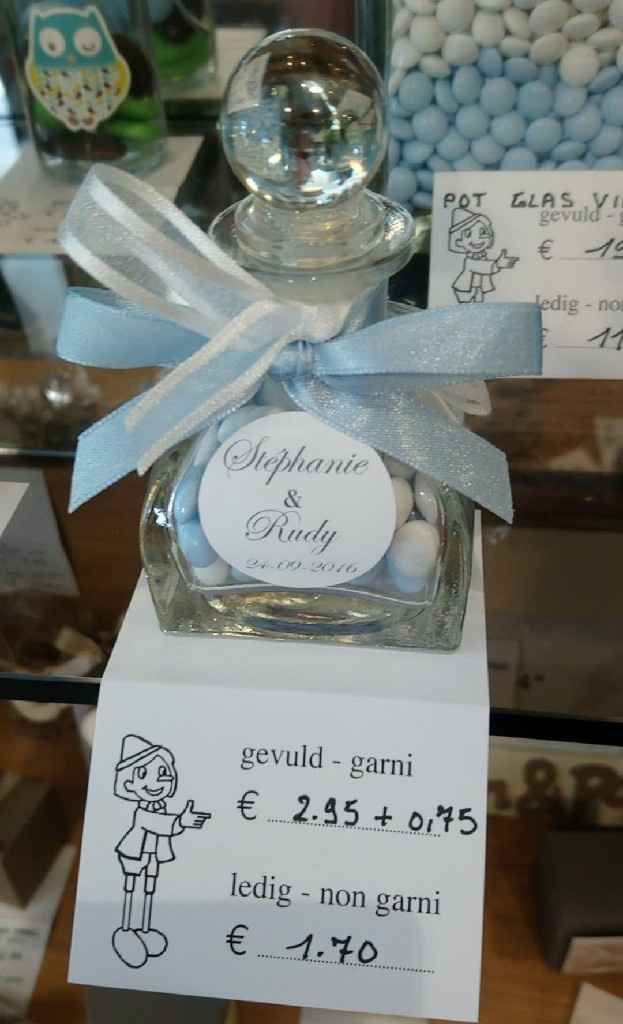 POT GLAS
gevuld -
€
ledig - non
€ 11
Stéphanie
&
Rudy
24-09-2016
gevuld - garni
€ 2.95 + 0,75
ledig - non garni
€ 1.70